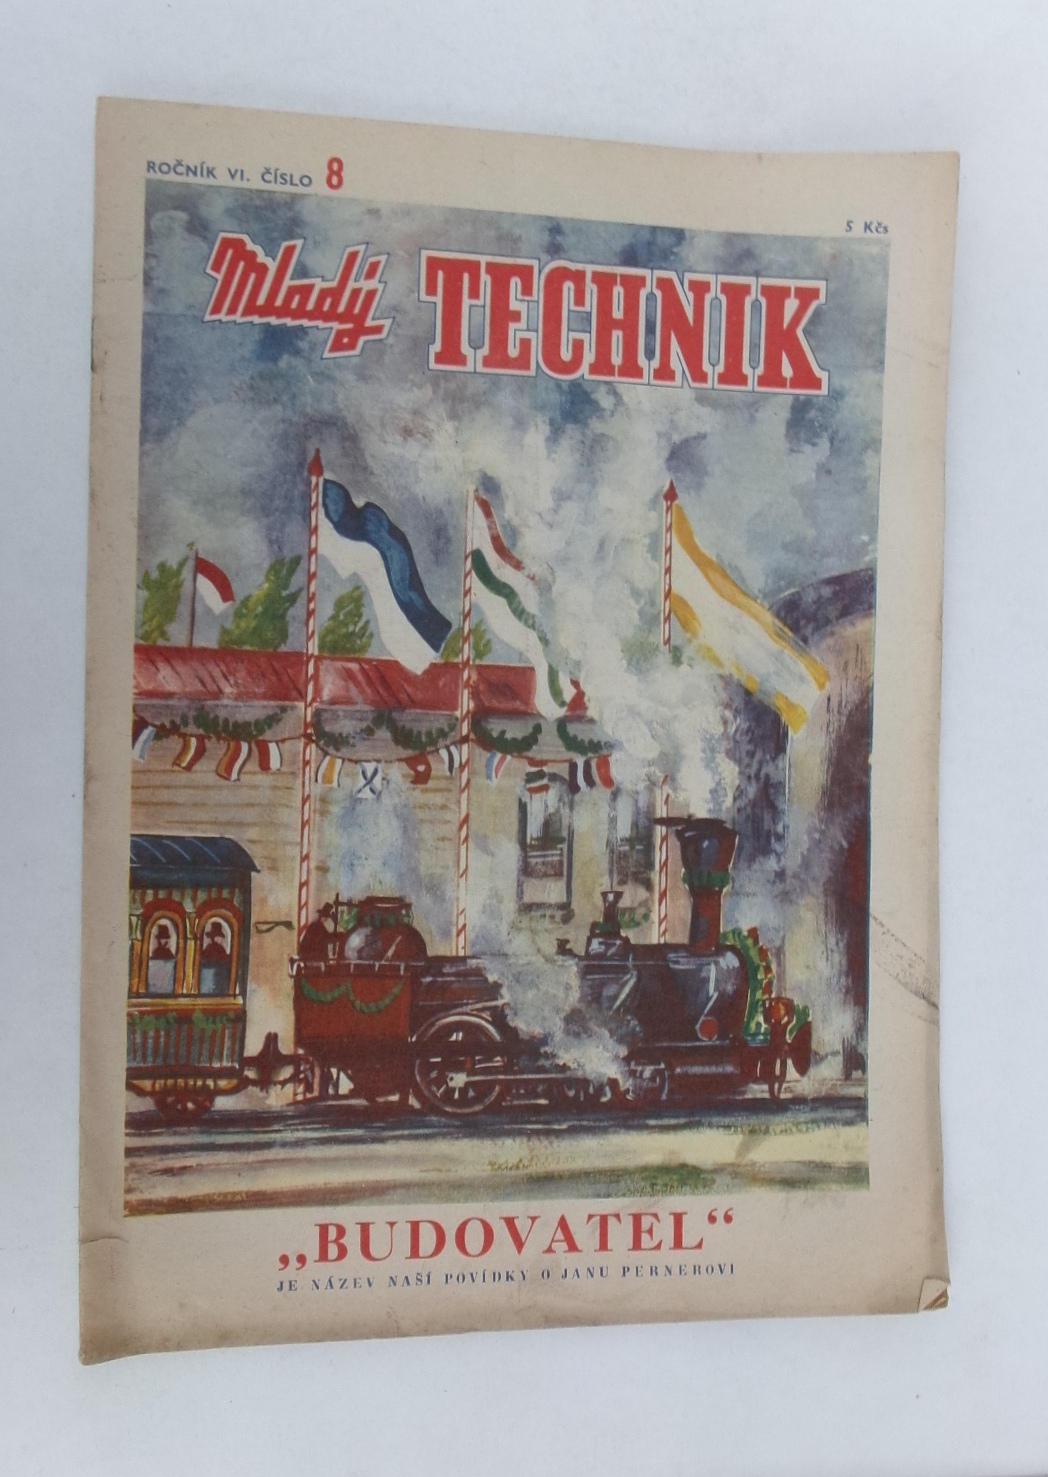 ROČNÍK VI. ČÍSLO 8
5 Kčs
Mladý TECHNIK
„BUDOVATEL“
JE NÁZEV NAŠÍ POVÍDKY O JANU PERNEROVI